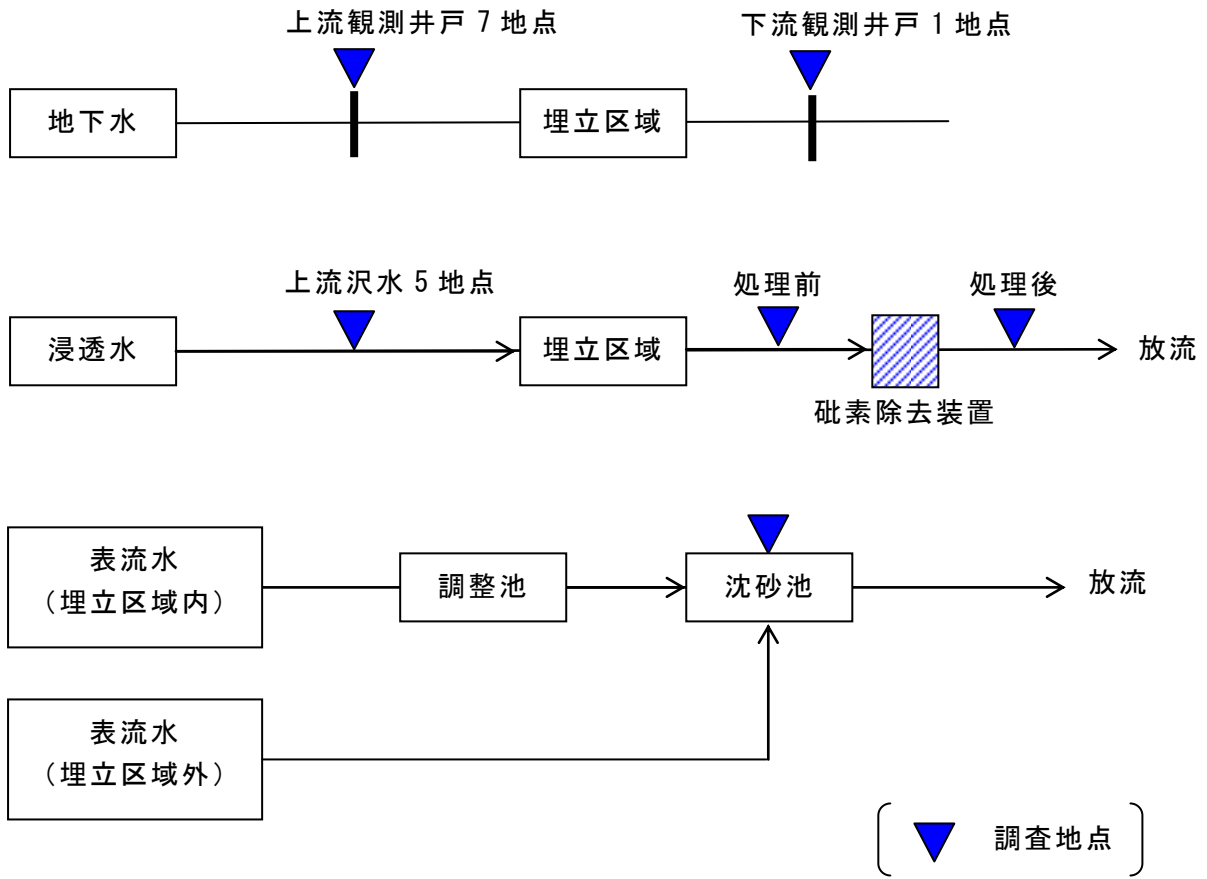 上流観測井戸 7 地点
下流観測井戸 1 地点
地下水
埋立区域
上流沢水 5 地点
処理前
処理後
浸透水
埋立区域
放流
砒素除去装置
表流水
（埋立区域内）
調整池
沈砂池
放流
表流水
（埋立区域外）
調査地点